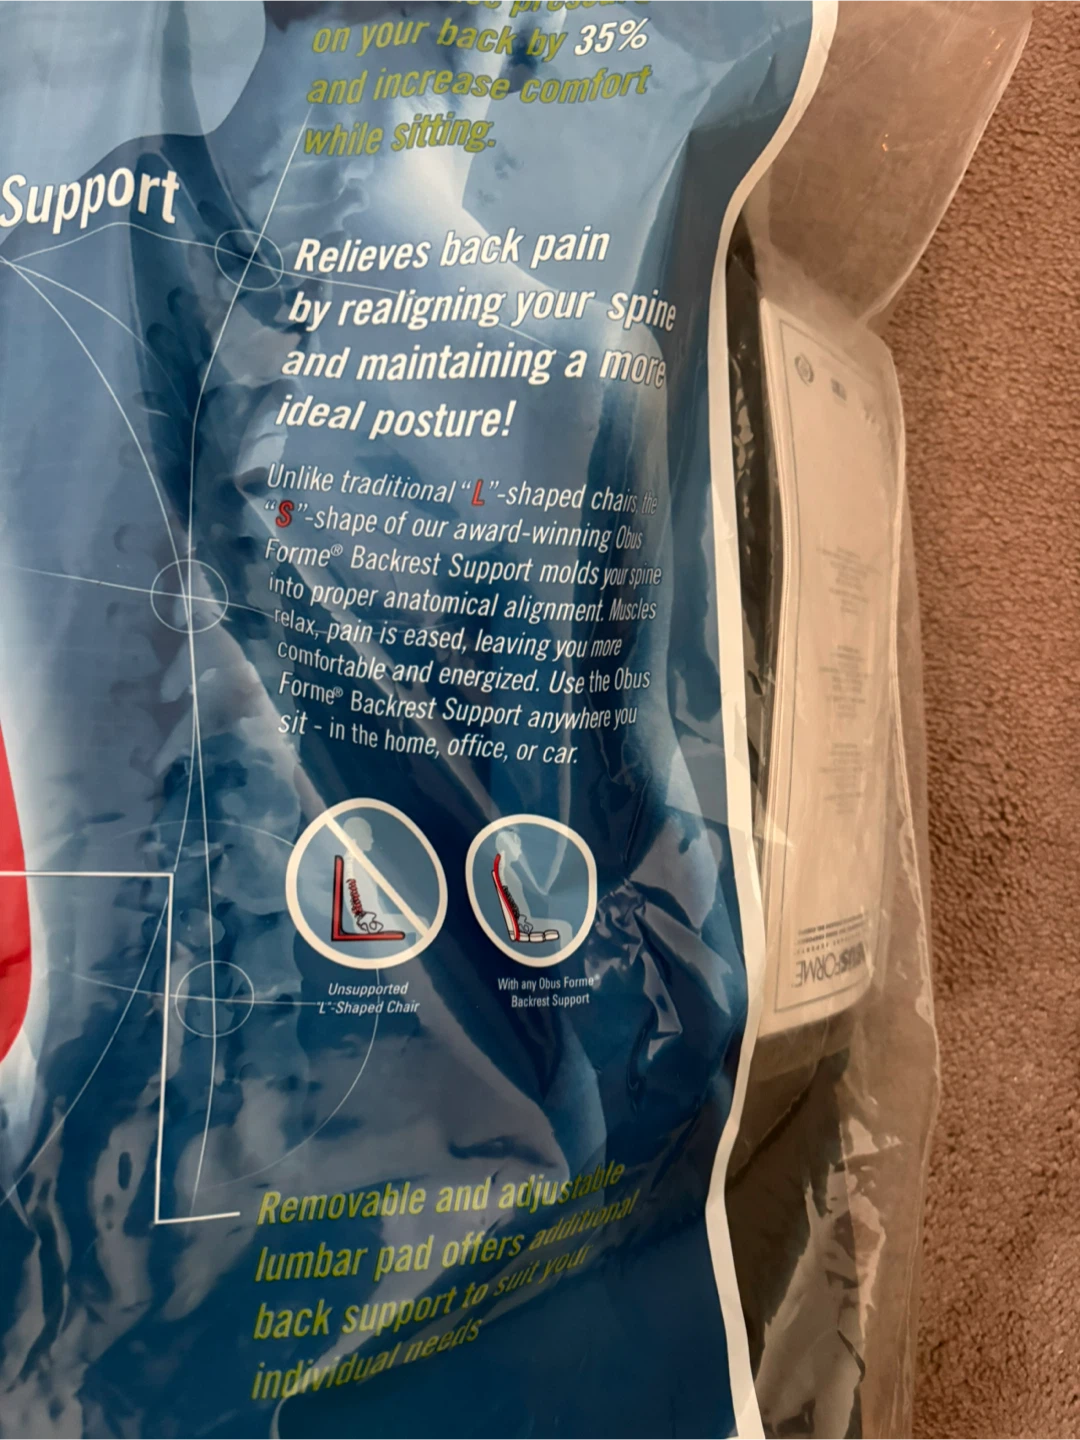 on your back by 35%
and increase comfort
while sitting.
Support
Relieves back pain
by realigning your spine
and maintaining a more
ideal posture!
Unlike traditional “L”-shaped chairs, the
“S”-shape of our award-winning Obus
Forme® Backrest Support molds your spine
into proper anatomical alignment. Muscles
relax, pain is eased, leaving you more
comfortable and energized. Use the Obus
Forme® Backrest Support anywhere you
sit - in the home, office, or car.
Unsupported
"L"-Shaped Chair
With any Obus Forme®
Backrest Support
Removable and adjustable
lumbar pad offers additional
back support to suit your
individual needs